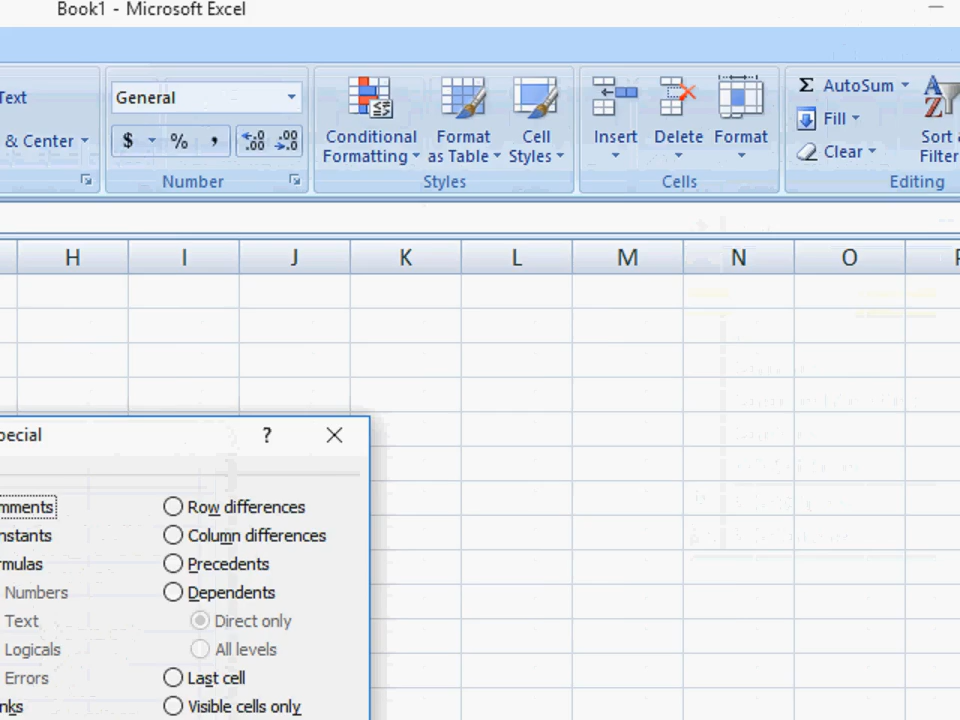 Book1 - Microsoft Excel
Text
General
& Center
$ % ,
.00 .00
Conditional Formatting
Format as Table
Cell Styles
Insert
Delete
Format
Σ AutoSum
Fill
Clear
Sort
Filter
Number
Styles
Cells
Editing
H I J K L M N O
pecial
?
mments
Row differences
nstants
Column differences
rmulas
Precedents
Numbers
Dependents
Text
Direct only
Logicals
All levels
Errors
Last cell
nks
Visible cells only